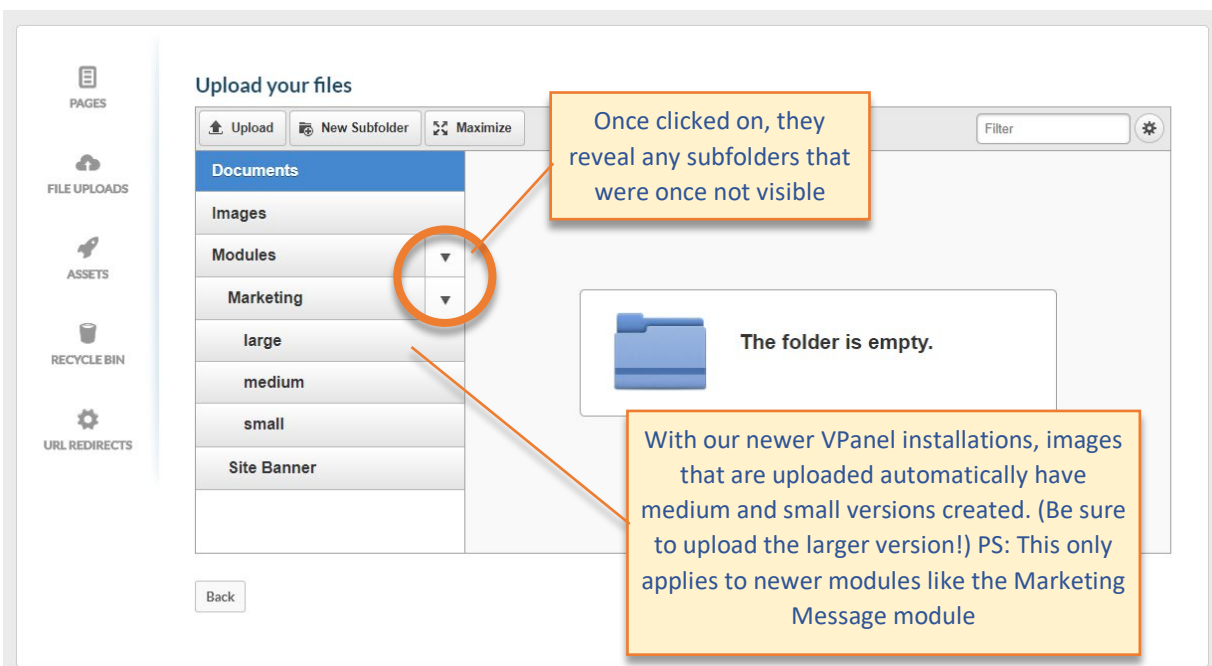 PAGES
FILE UPLOADS
ASSETS
RECYCLE BIN
URL REDIRECTS
Upload your files
Upload
New Subfolder
Maximize
Filter
Documents
Images
Modules
Marketing
large
medium
small
Site Banner
Once clicked on, they
reveal any subfolders that
were once not visible
The folder is empty.
With our newer VPanel installations, images
that are uploaded automatically have
medium and small versions created. (Be sure
to upload the larger version!) PS: This only
applies to newer modules like the Marketing
Message module
Back